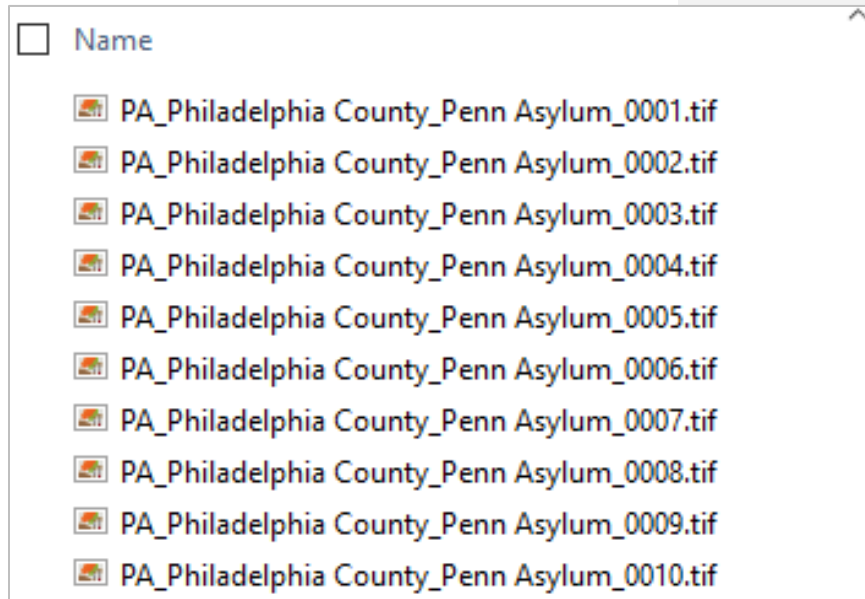 Name
PA_Philadelphia County_Penn Asylum_0001.tif
PA_Philadelphia County_Penn Asylum_0002.tif
PA_Philadelphia County_Penn Asylum_0003.tif
PA_Philadelphia County_Penn Asylum_0004.tif
PA_Philadelphia County_Penn Asylum_0005.tif
PA_Philadelphia County_Penn Asylum_0006.tif
PA_Philadelphia County_Penn Asylum_0007.tif
PA_Philadelphia County_Penn Asylum_0008.tif
PA_Philadelphia County_Penn Asylum_0009.tif
PA_Philadelphia County_Penn Asylum_0010.tif